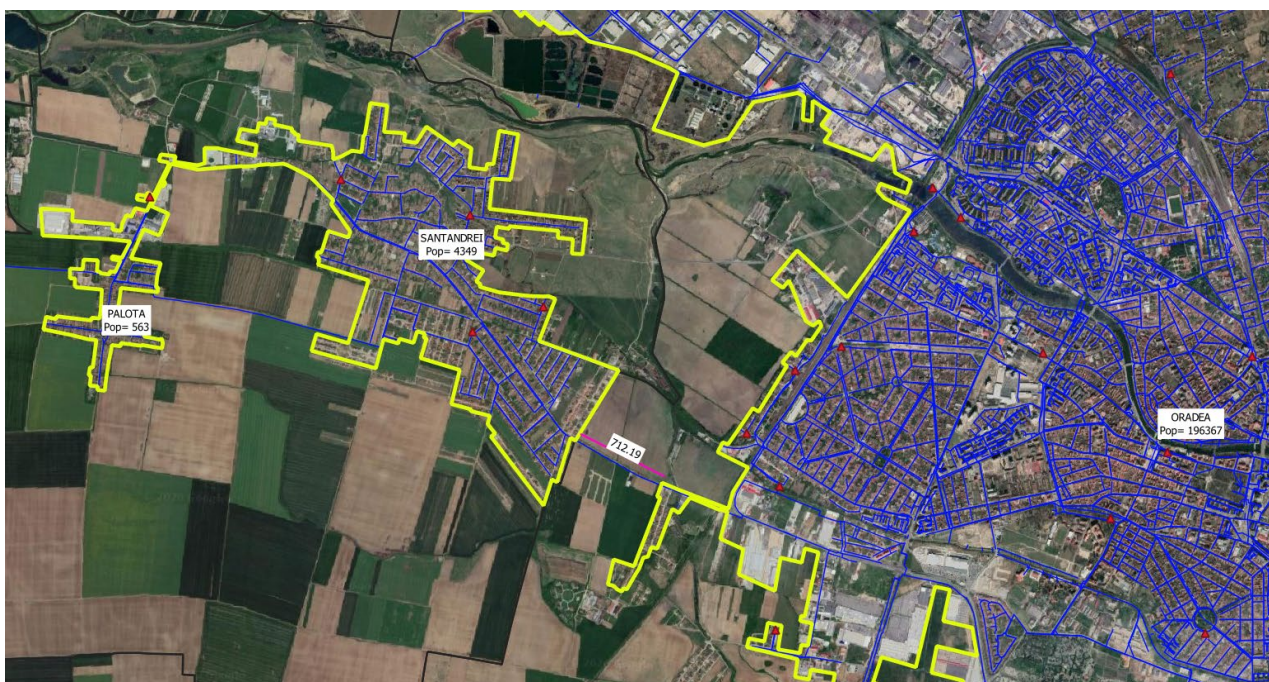 SANTANDREI
Pop= 4349
PALOTA
Pop= 563
ORADEA
Pop= 196367
712.19